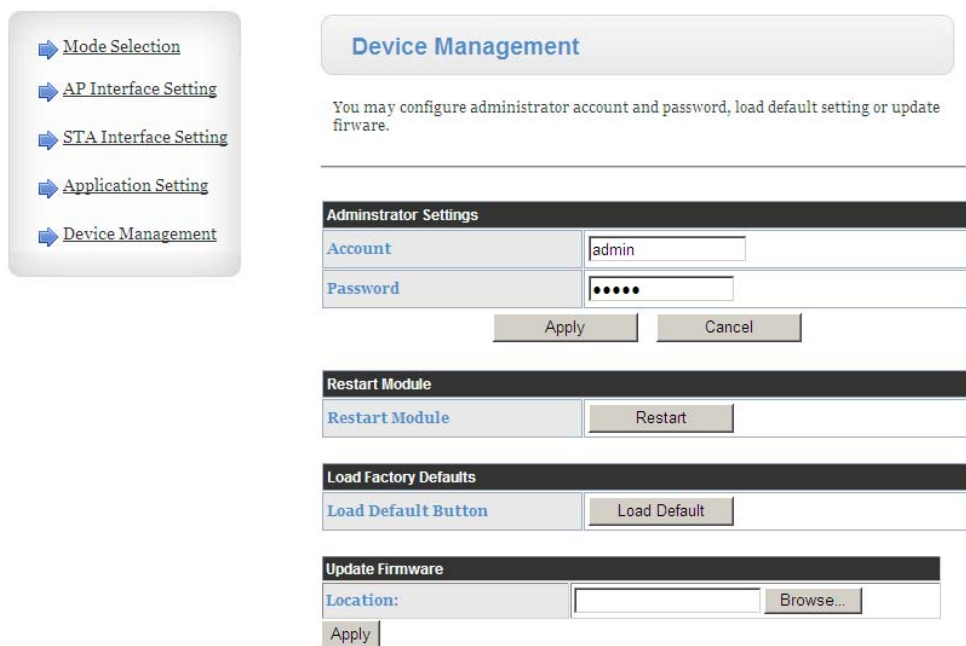 Mode Selection
AP Interface Setting
STA Interface Setting
Application Setting
Device Management
Device Management
You may configure administrator account and password, load default setting or update
firware.
Adminstrator Settings
Account admin
Password •••••
Apply Cancel
Restart Module
Restart Module Restart
Load Factory Defaults
Load Default Button Load Default
Update Firmware
Location: Browse...
Apply